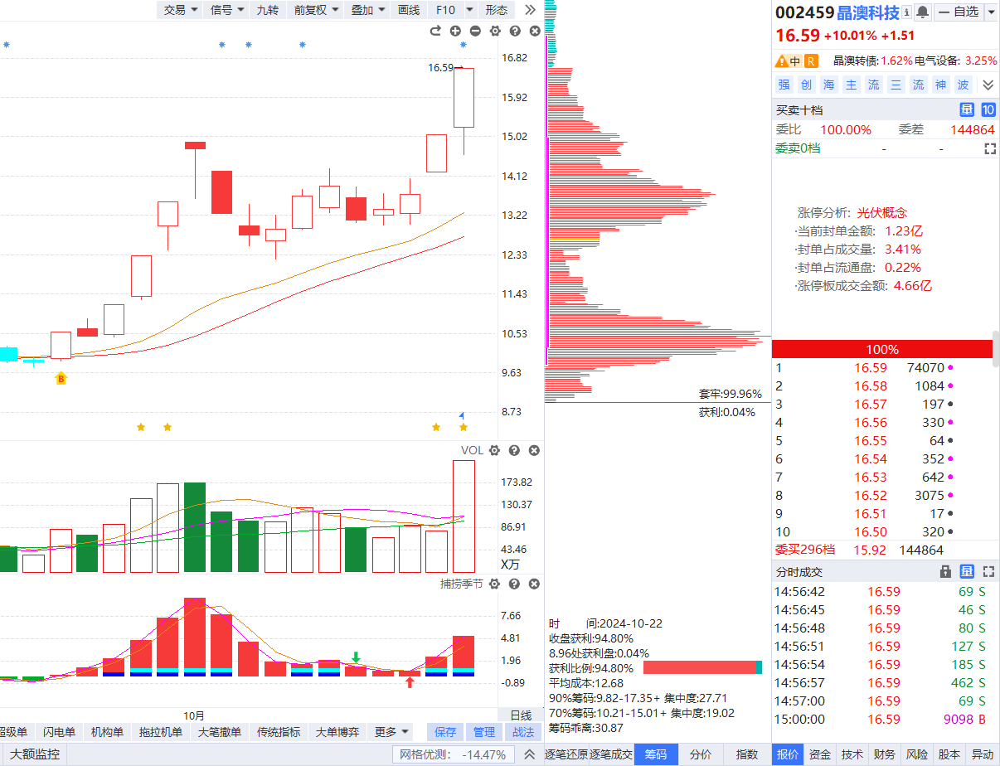 交易 信号 九转 前复权 叠加 画线 F10 形态
002459 晶澳科技 自选
16.59 +10.01% +1.51
中 R 晶澳转债:1.62% 电气设备: 3.25%
强 创 海 主 流 三 流 神 波
买卖十档 量 10
委比 100.00% 委差 144864
委卖0档 - -
涨停分析: 光伏概念
·当前封单金额: 1.23亿
·封单占成交量: 3.41%
·封单占流通盘: 0.22%
·涨停板成交金额: 4.66亿
100%
1 16.59 74070
2 16.58 1084
3 16.57 197
4 16.56 330
5 16.55 64
6 16.54 352
7 16.53 642
8 16.52 3075
9 16.51 17
10 16.50 320
委买296档 15.92 144864
分时成交 量
14:56:42 16.59 69 S
14:56:45 16.59 46 S
14:56:48 16.59 80 S
14:56:51 16.59 127 S
14:56:54 16.59 185 S
14:56:57 16.59 462 S
14:57:00 16.59 69 S
15:00:00 16.59 9098 B
16.59
16.82
15.92
15.02
14.12
13.22
12.33
11.43
10.53
9.63
8.73
B
VOL
173.82
130.37
86.91
43.46
X万
捕捞季节
7.66
4.81
1.96
-0.89
10月 日线
套牢:99.96%
获利:0.04%
时 间:2024-10-22
收盘获利:94.80%
8.96处获利盘:0.04%
获利比例:94.80%
平均成本:12.68
90%筹码:9.82-17.35+ 集中度:27.71
70%筹码:10.21-15.01+ 集中度:19.02
筹码乖离:30.87
超级单 闪电单 机构单 拖拉机单 大笔撤单 传统指标 大单博弈 更多 保存 管理 战法
大额监控 网格优测: -14.47% 逐笔还原 逐笔成交 筹码 分价 指数 报价 资金 技术 财务 风险 股本 异动